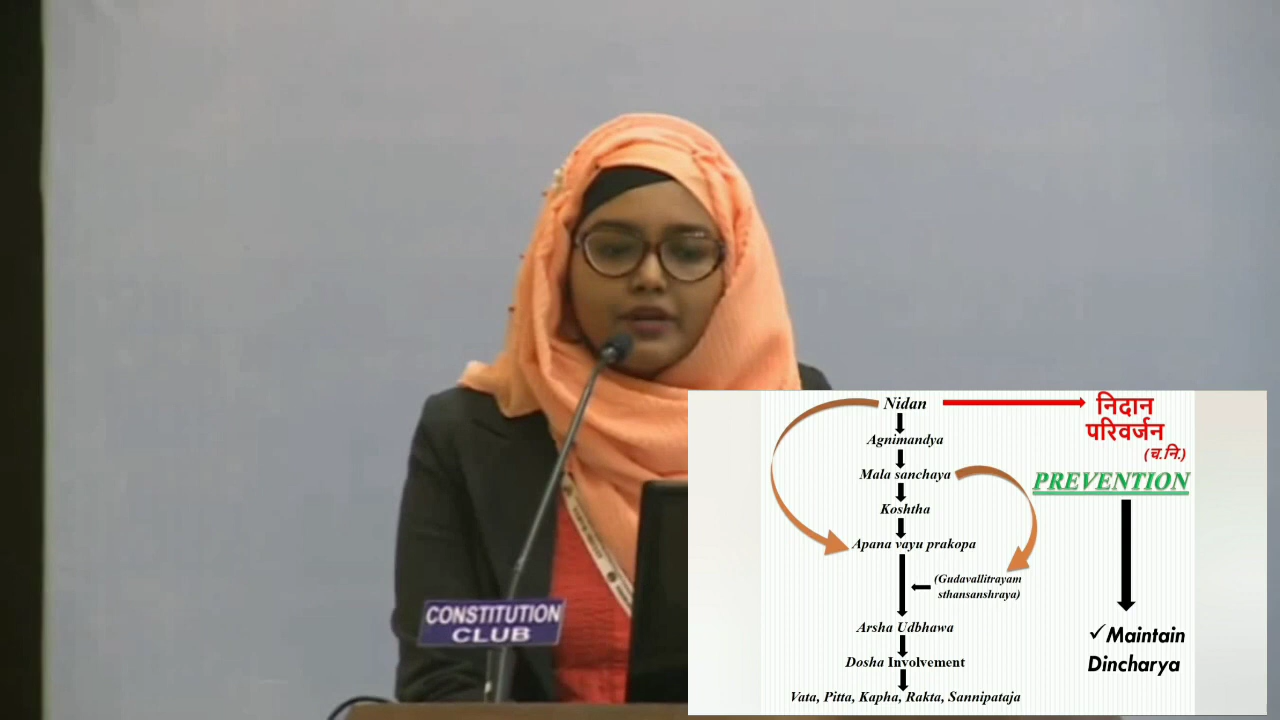 CONSTITUTION
CLUB
Nidan
Agnimandya
Mala sanchaya
Koshtha
Apana vayu prakopa
(Gudavallitrayam
sthansanshraya)
Arsha Udbhawa
Dosha Involvement
Vata, Pitta, Kapha, Rakta, Sannipataja
निदान
परिवर्जन
(च.नि.)
PREVENTION
✓Maintain
Dincharya